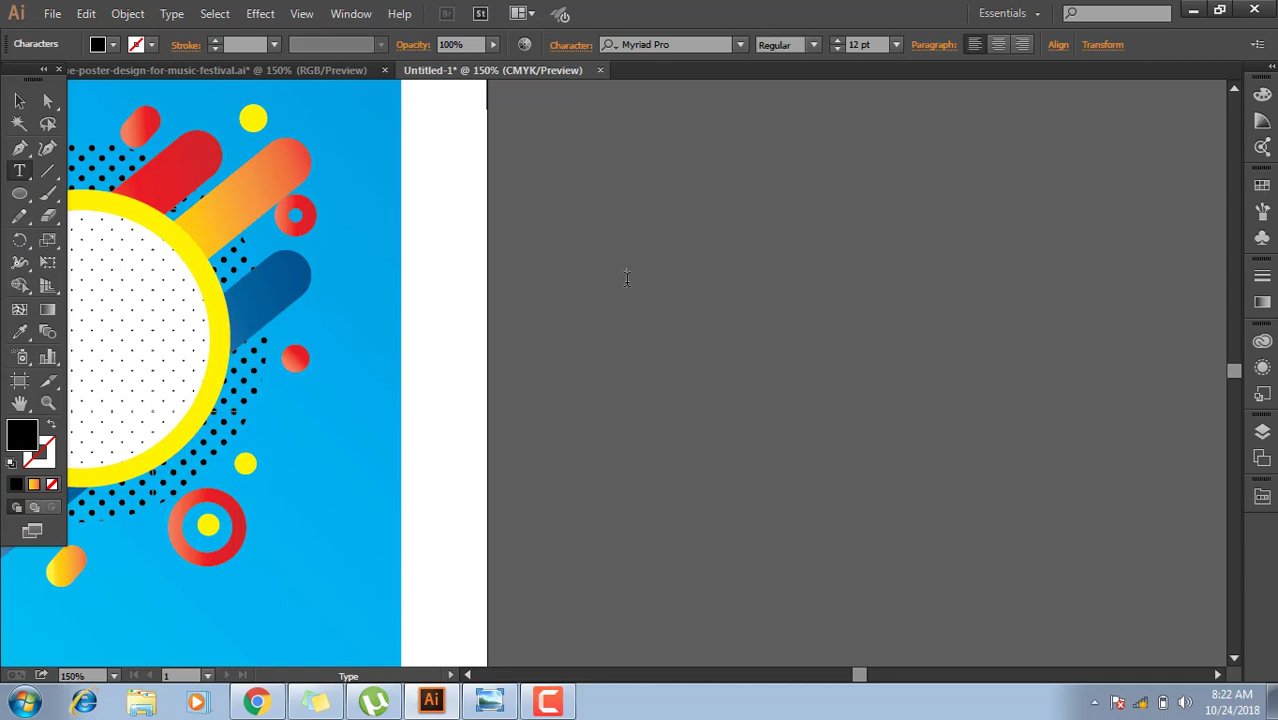 Ai File Edit Object Type Select Effect View Window Help Br St Essentials
Characters Stroke: Opacity: 100% Character: Myriad Pro Regular 12 pt Paragraph: Align Transform
e-poster-design-for-music-festival.ai* @ 150% (RGB/Preview) × Untitled-1* @ 150% (CMYK/Preview) ×
T
150% 1 Type
Ai 8:22 AM
10/24/2018